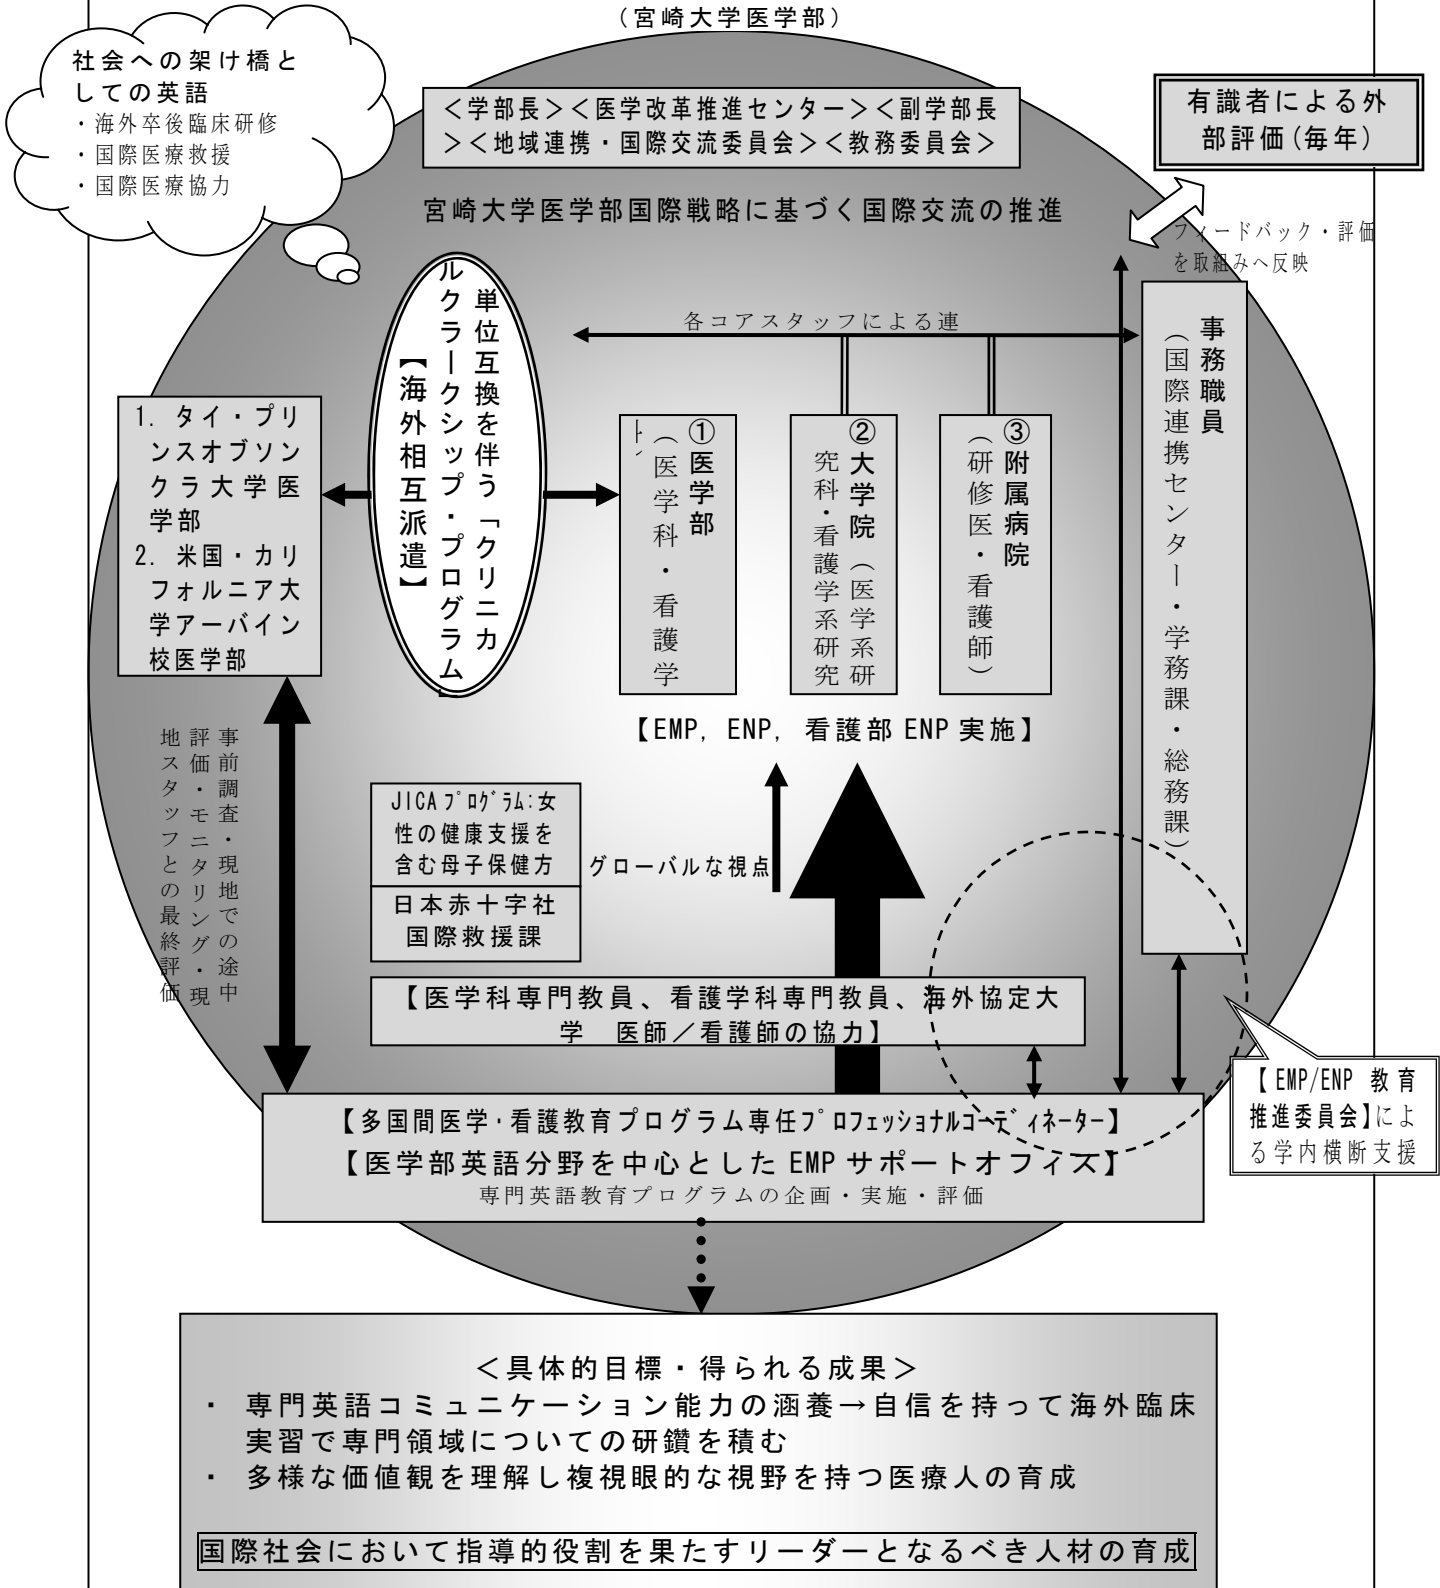 （宮崎大学医学部）
社会への架け橋と
しての英語
・海外卒後臨床研修
・国際医療救援
・国際医療協力
＜学部長＞＜医学改革推進センター＞＜副学部長
＞＜地域連携・国際交流委員会＞＜教務委員会＞
有識者による外
部評価(毎年)
宮崎大学医学部国際戦略に基づく国際交流の推進
フィードバック・評価
を取組みへ反映
各コアスタッフによる連
単位互換を伴う「クリニカ
ルクラークシップ・プログラム
【海外相互派遣】
1. タイ・プリ
ンスオブソン
クラ大学医
学部
2. 米国・カリ
フォルニア大
学アーバイン
校医学部
①医学部
（医学科・看護学
②大学院（医学系研
究科・看護学系研究
③附属病院
（研修医・看護師）
事務職員
（国際連携センター・学務課・総務課）
【EMP, ENP, 看護部 ENP 実施】
事前調査・現地での途中
評価・モニタリング・現
地スタッフとの最終評価
JICA ﾌﾟﾛｸﾞﾗﾑ:女
性の健康支援を
含む母子保健方
日本赤十字社
国際救援課
グローバルな視点
【医学科専門教員、看護学科専門教員、海外協定大
学　医師／看護師の協力】
【多国間医学･看護教育プログラム専任ﾌﾟﾛﾌｪｯｼｮﾅﾙｺｰﾃﾞｨﾈｰﾀｰ】
【医学部英語分野を中心とした EMP サポートオフィス】
専門英語教育プログラムの企画・実施・評価
【EMP/ENP 教育
推進委員会】によ
る学内横断支援
＜具体的目標・得られる成果＞
・ 専門英語コミュニケーション能力の涵養→自信を持って海外臨床
実習で専門領域についての研鑽を積む
・ 多様な価値観を理解し複視眼的な視野を持つ医療人の育成
国際社会において指導的役割を果たすリーダーとなるべき人材の育成